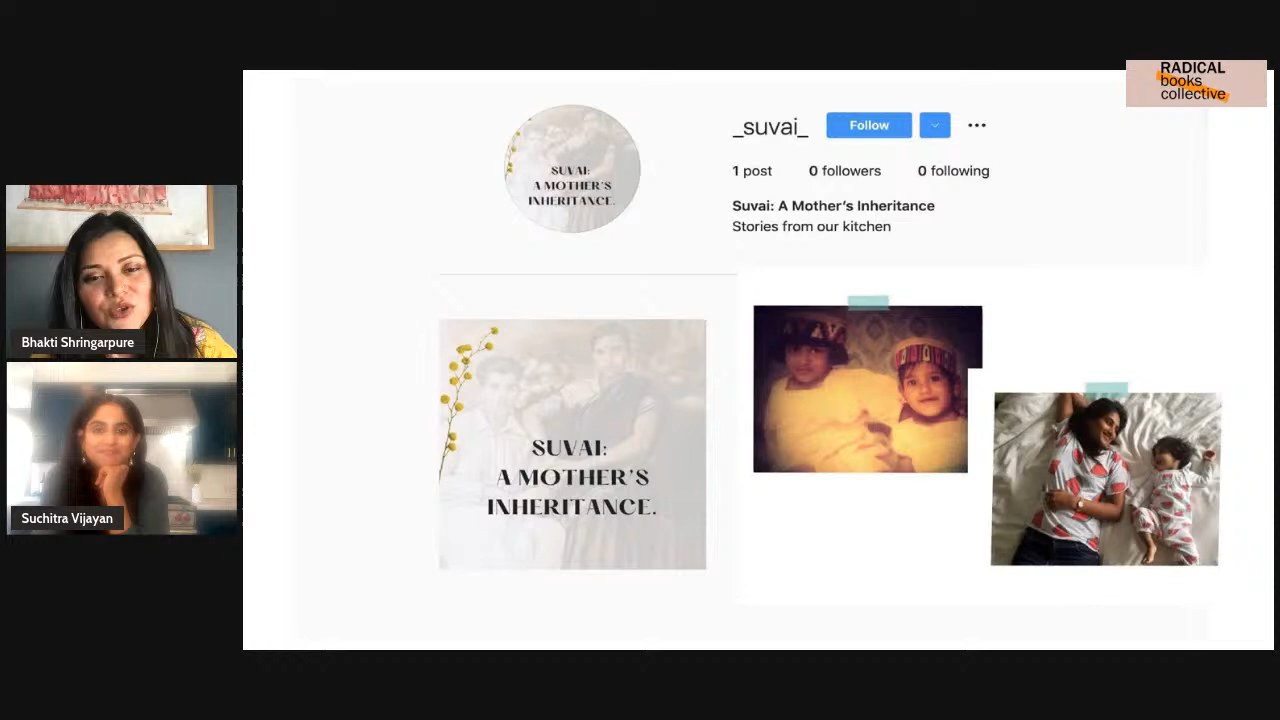 RADICAL
books
collective
_suvai_ Follow
1 post 0 followers 0 following
Suvai: A Mother's Inheritance
Stories from our kitchen
SUVAI:
A MOTHER'S
INHERITANCE.
SUVAI:
A MOTHER'S
INHERITANCE.
Bhakti Shringarpure
Suchitra Vijayan